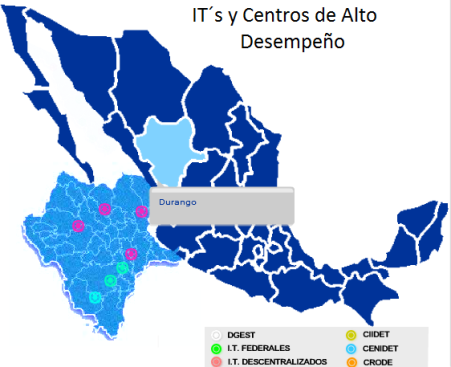 IT´s y Centros de Alto
Desempeño
Durango
DGEST
I.T. FEDERALES
I.T. DESCENTRALIZADOS
CIIDET
CENIDET
CRODE